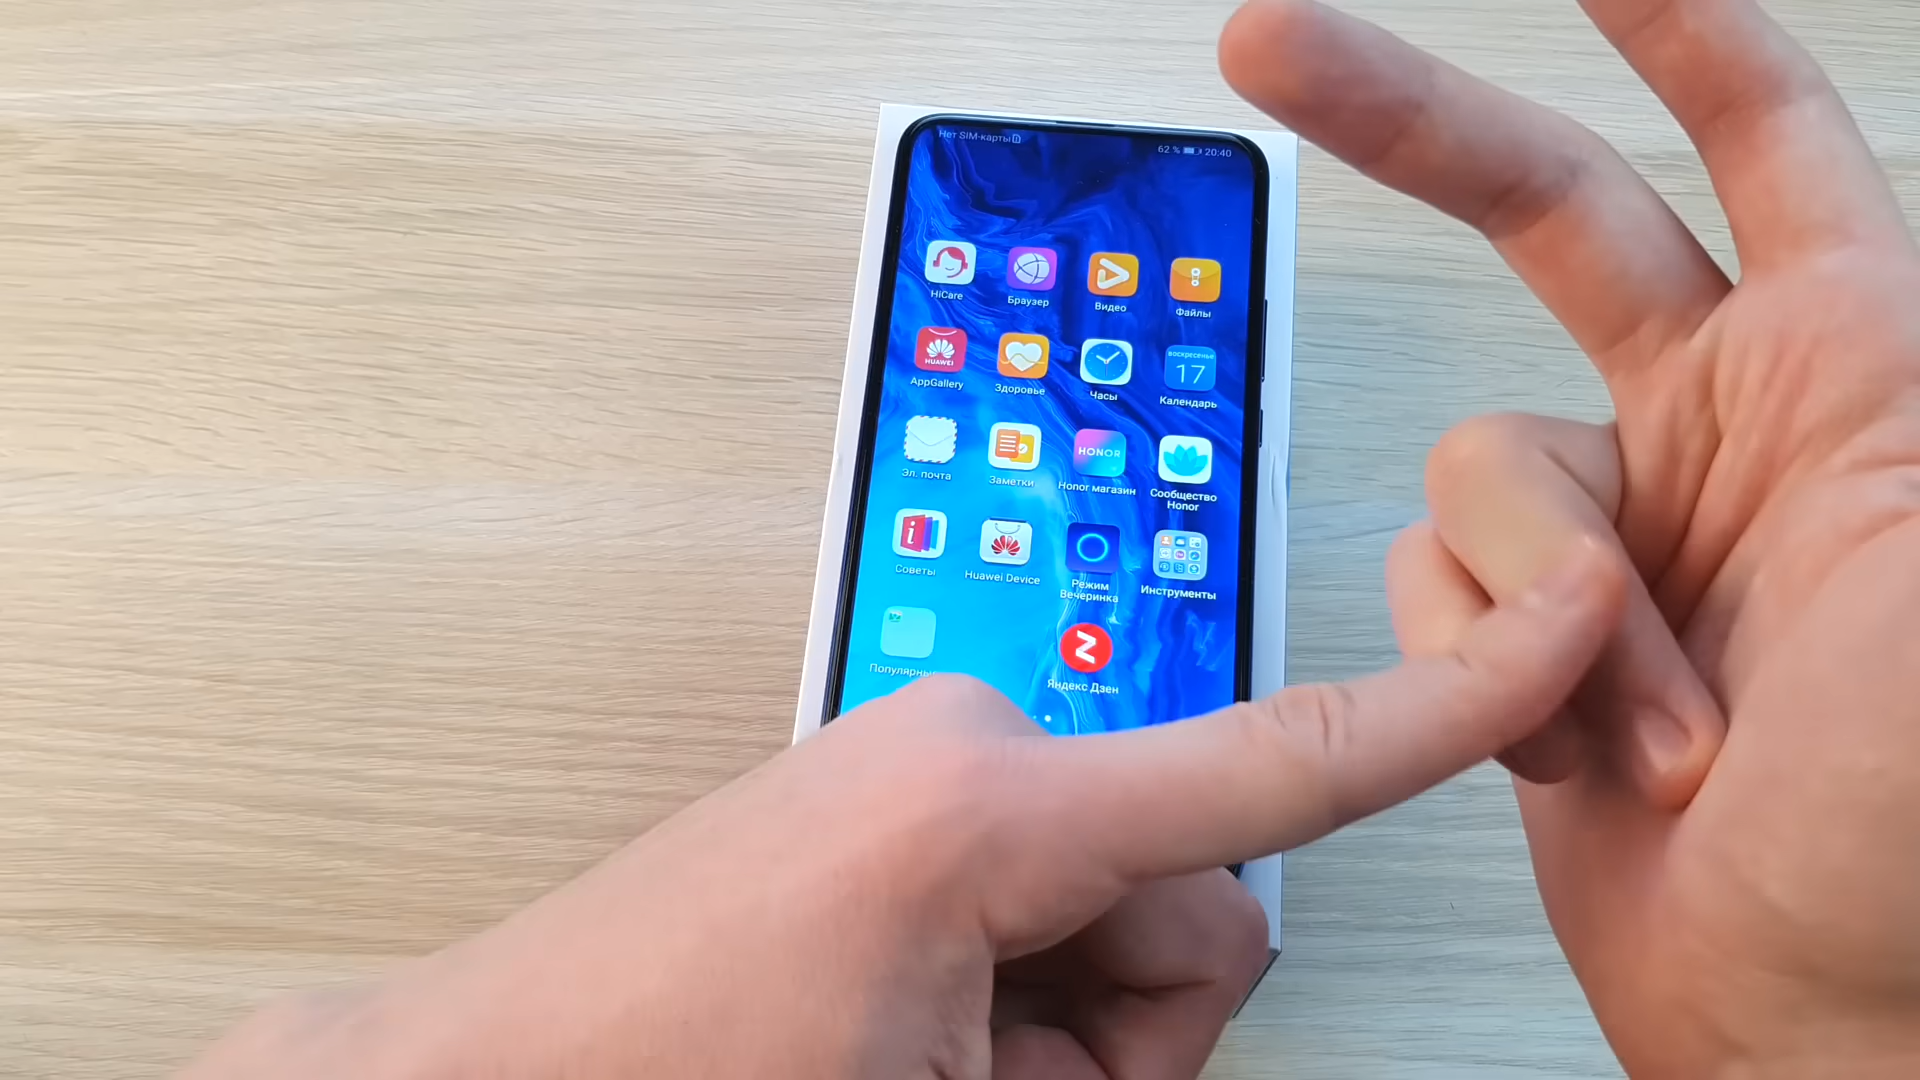 Нет SIM-карты
62 % 20:40
HiCare Браузер Видео Файлы
HUAWEI
воскресенье
17
AppGallery Здоровье Часы Календарь
HONOR
Эл. почта Заметки Honor магазин Сообщество
Honor
i
Советы Huawei Device Режим Инструменты
Вечеринка
Z
Популярны
Яндекс Дзен